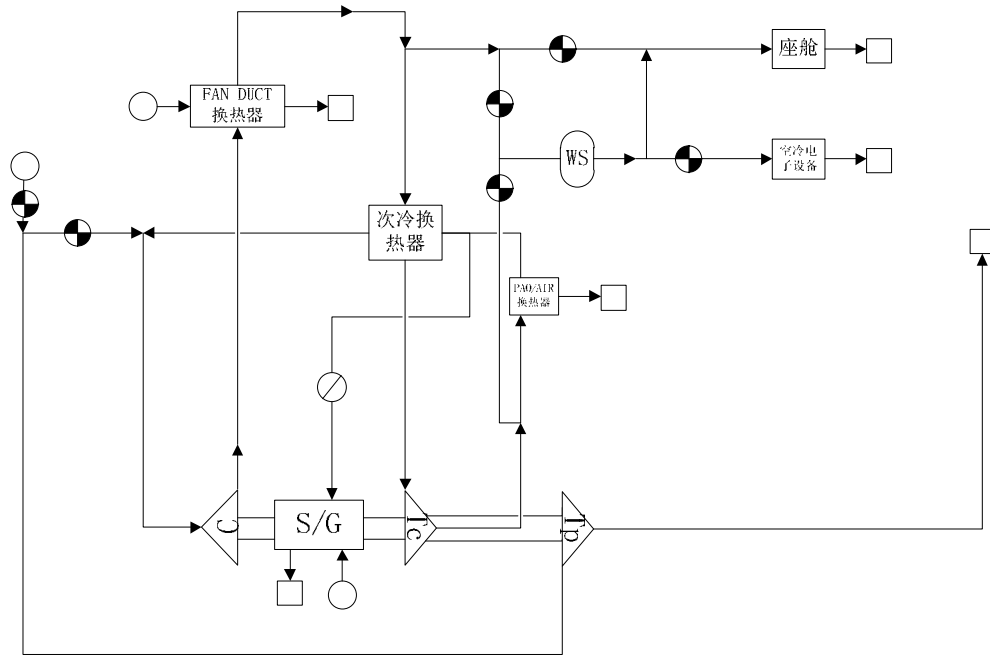 座舱
FAN DUCT
换热器
WS
空冷电
子设备
次冷换
热器
PAO/AIR
换热器
C
S/G
Tc
Tp